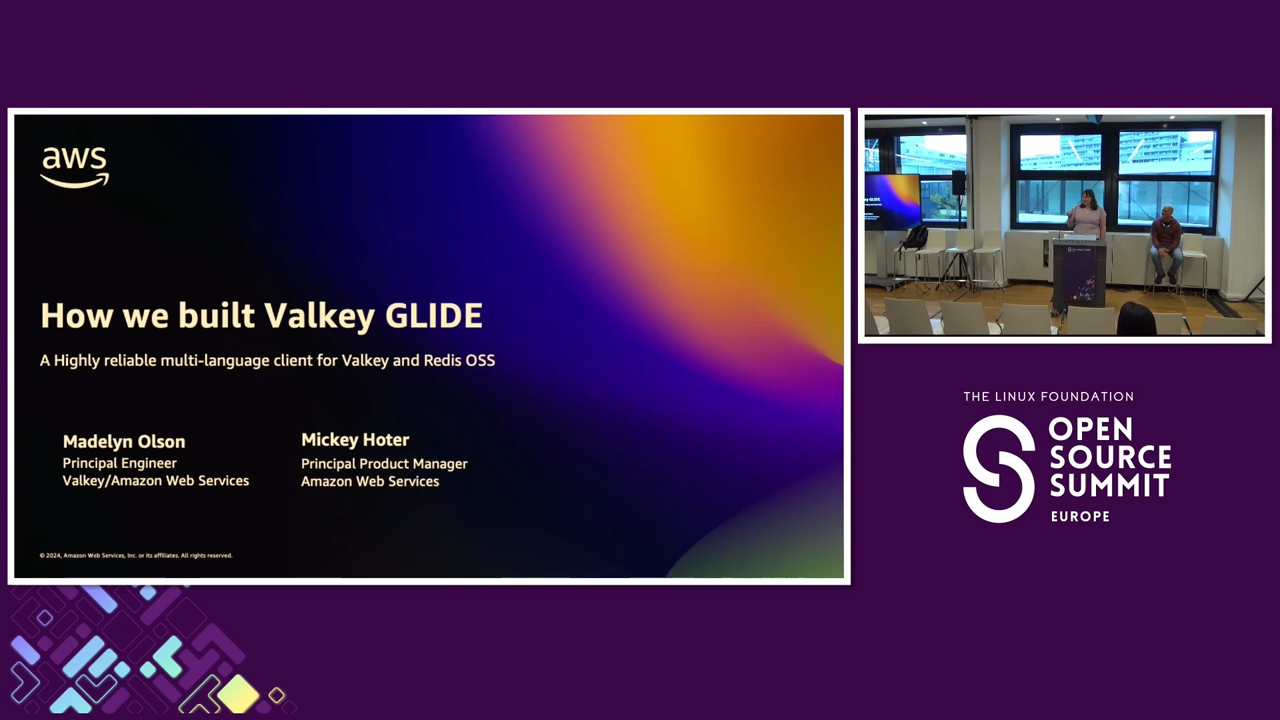 aws
How we built Valkey GLIDE
A Highly reliable multi-language client for Valkey and Redis OSS
Madelyn Olson
Principal Engineer
Valkey/Amazon Web Services
Mickey Hoter
Principal Product Manager
Amazon Web Services
© 2024, Amazon Web Services, Inc. or its affiliates. All rights reserved.
THE LINUX FOUNDATION
OPEN
SOURCE
SUMMIT
EUROPE